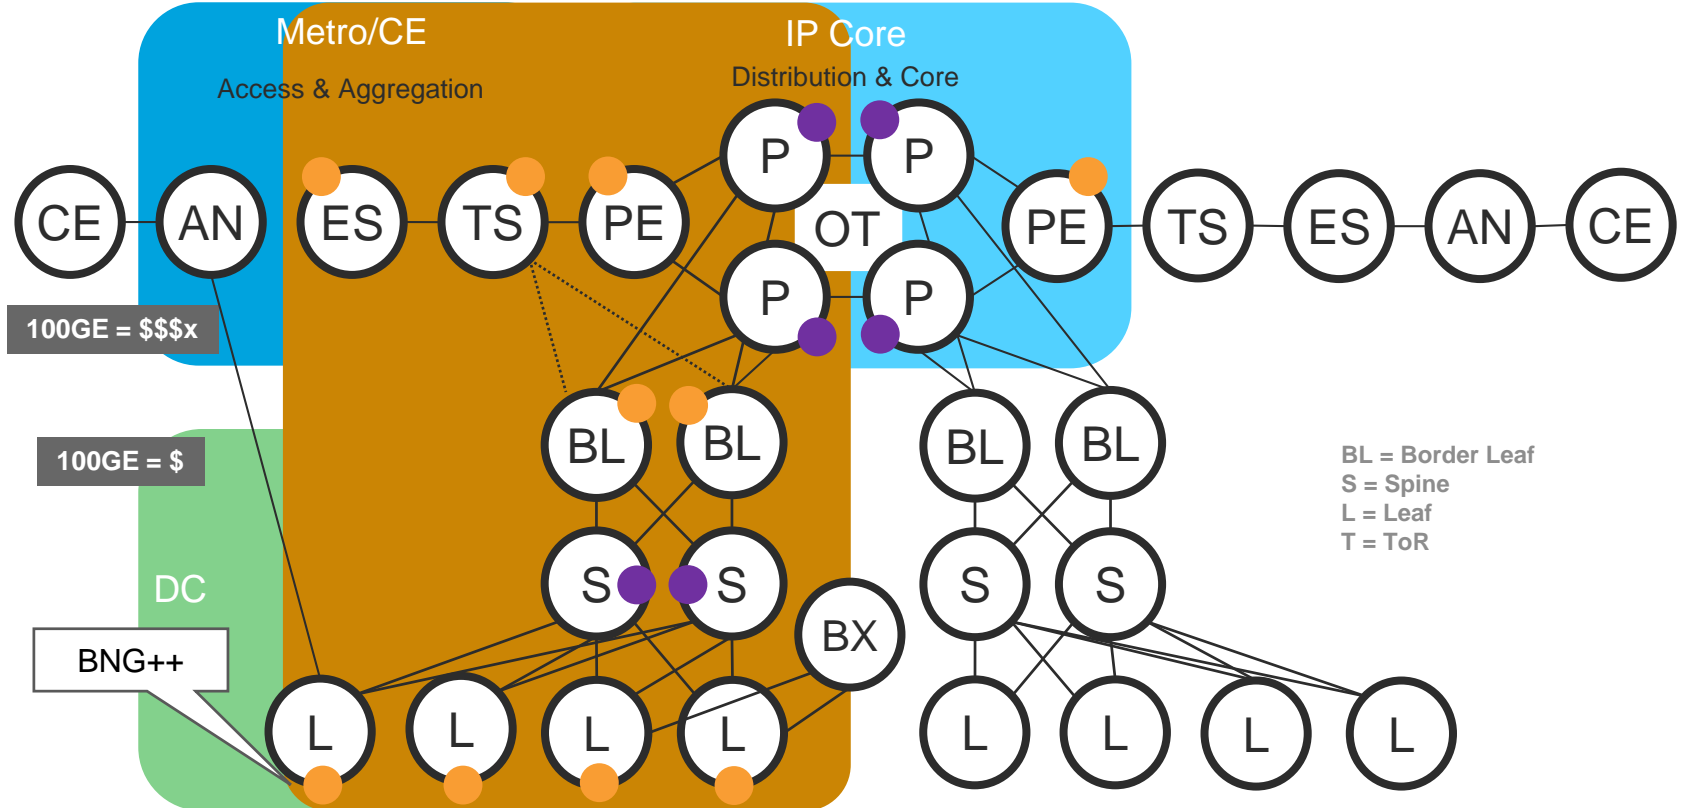 Metro/CE
IP Core
Access & Aggregation
Distribution & Core
P
P
CE
AN
ES
TS
PE
OT
PE
TS
ES
AN
CE
P
P
100GE = $$$x
100GE = $
BL
BL
BL
BL
BL = Border Leaf
S = Spine
L = Leaf
T = ToR
DC
S
S
S
S
BX
BNG++
L
L
L
L
L
L
L
L